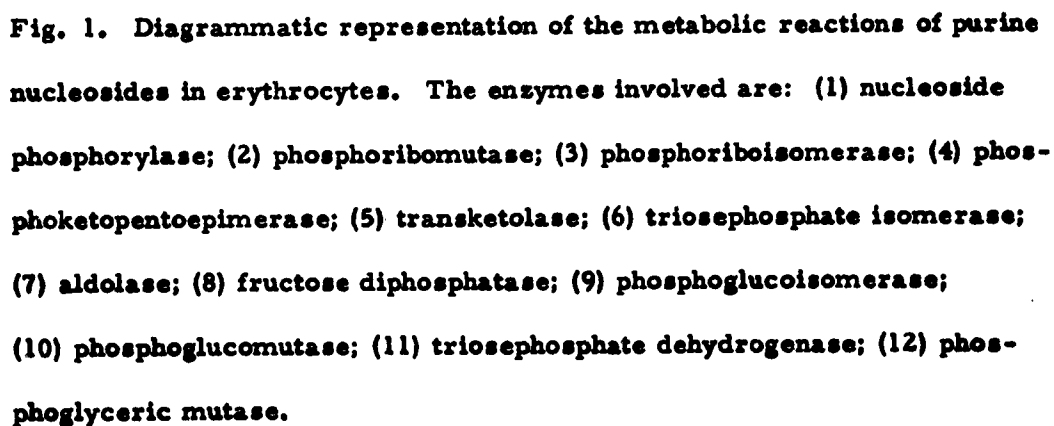 Fig. 1. Diagrammatic representation of the metabolic reactions of purine
nucleosides in erythrocytes. The enzymes involved are: (1) nucleoside
phosphorylase; (2) phosphoribomutase; (3) phosphoriboisomerase; (4) phos-
phoketopentoepimerase; (5) transketolase; (6) triosephosphate isomerase;
(7) aldolase; (8) fructose diphosphatase; (9) phosphoglucoisomerase;
(10) phosphoglucomutase; (11) triosephosphate dehydrogenase; (12) phos-
phoglyceric mutase.